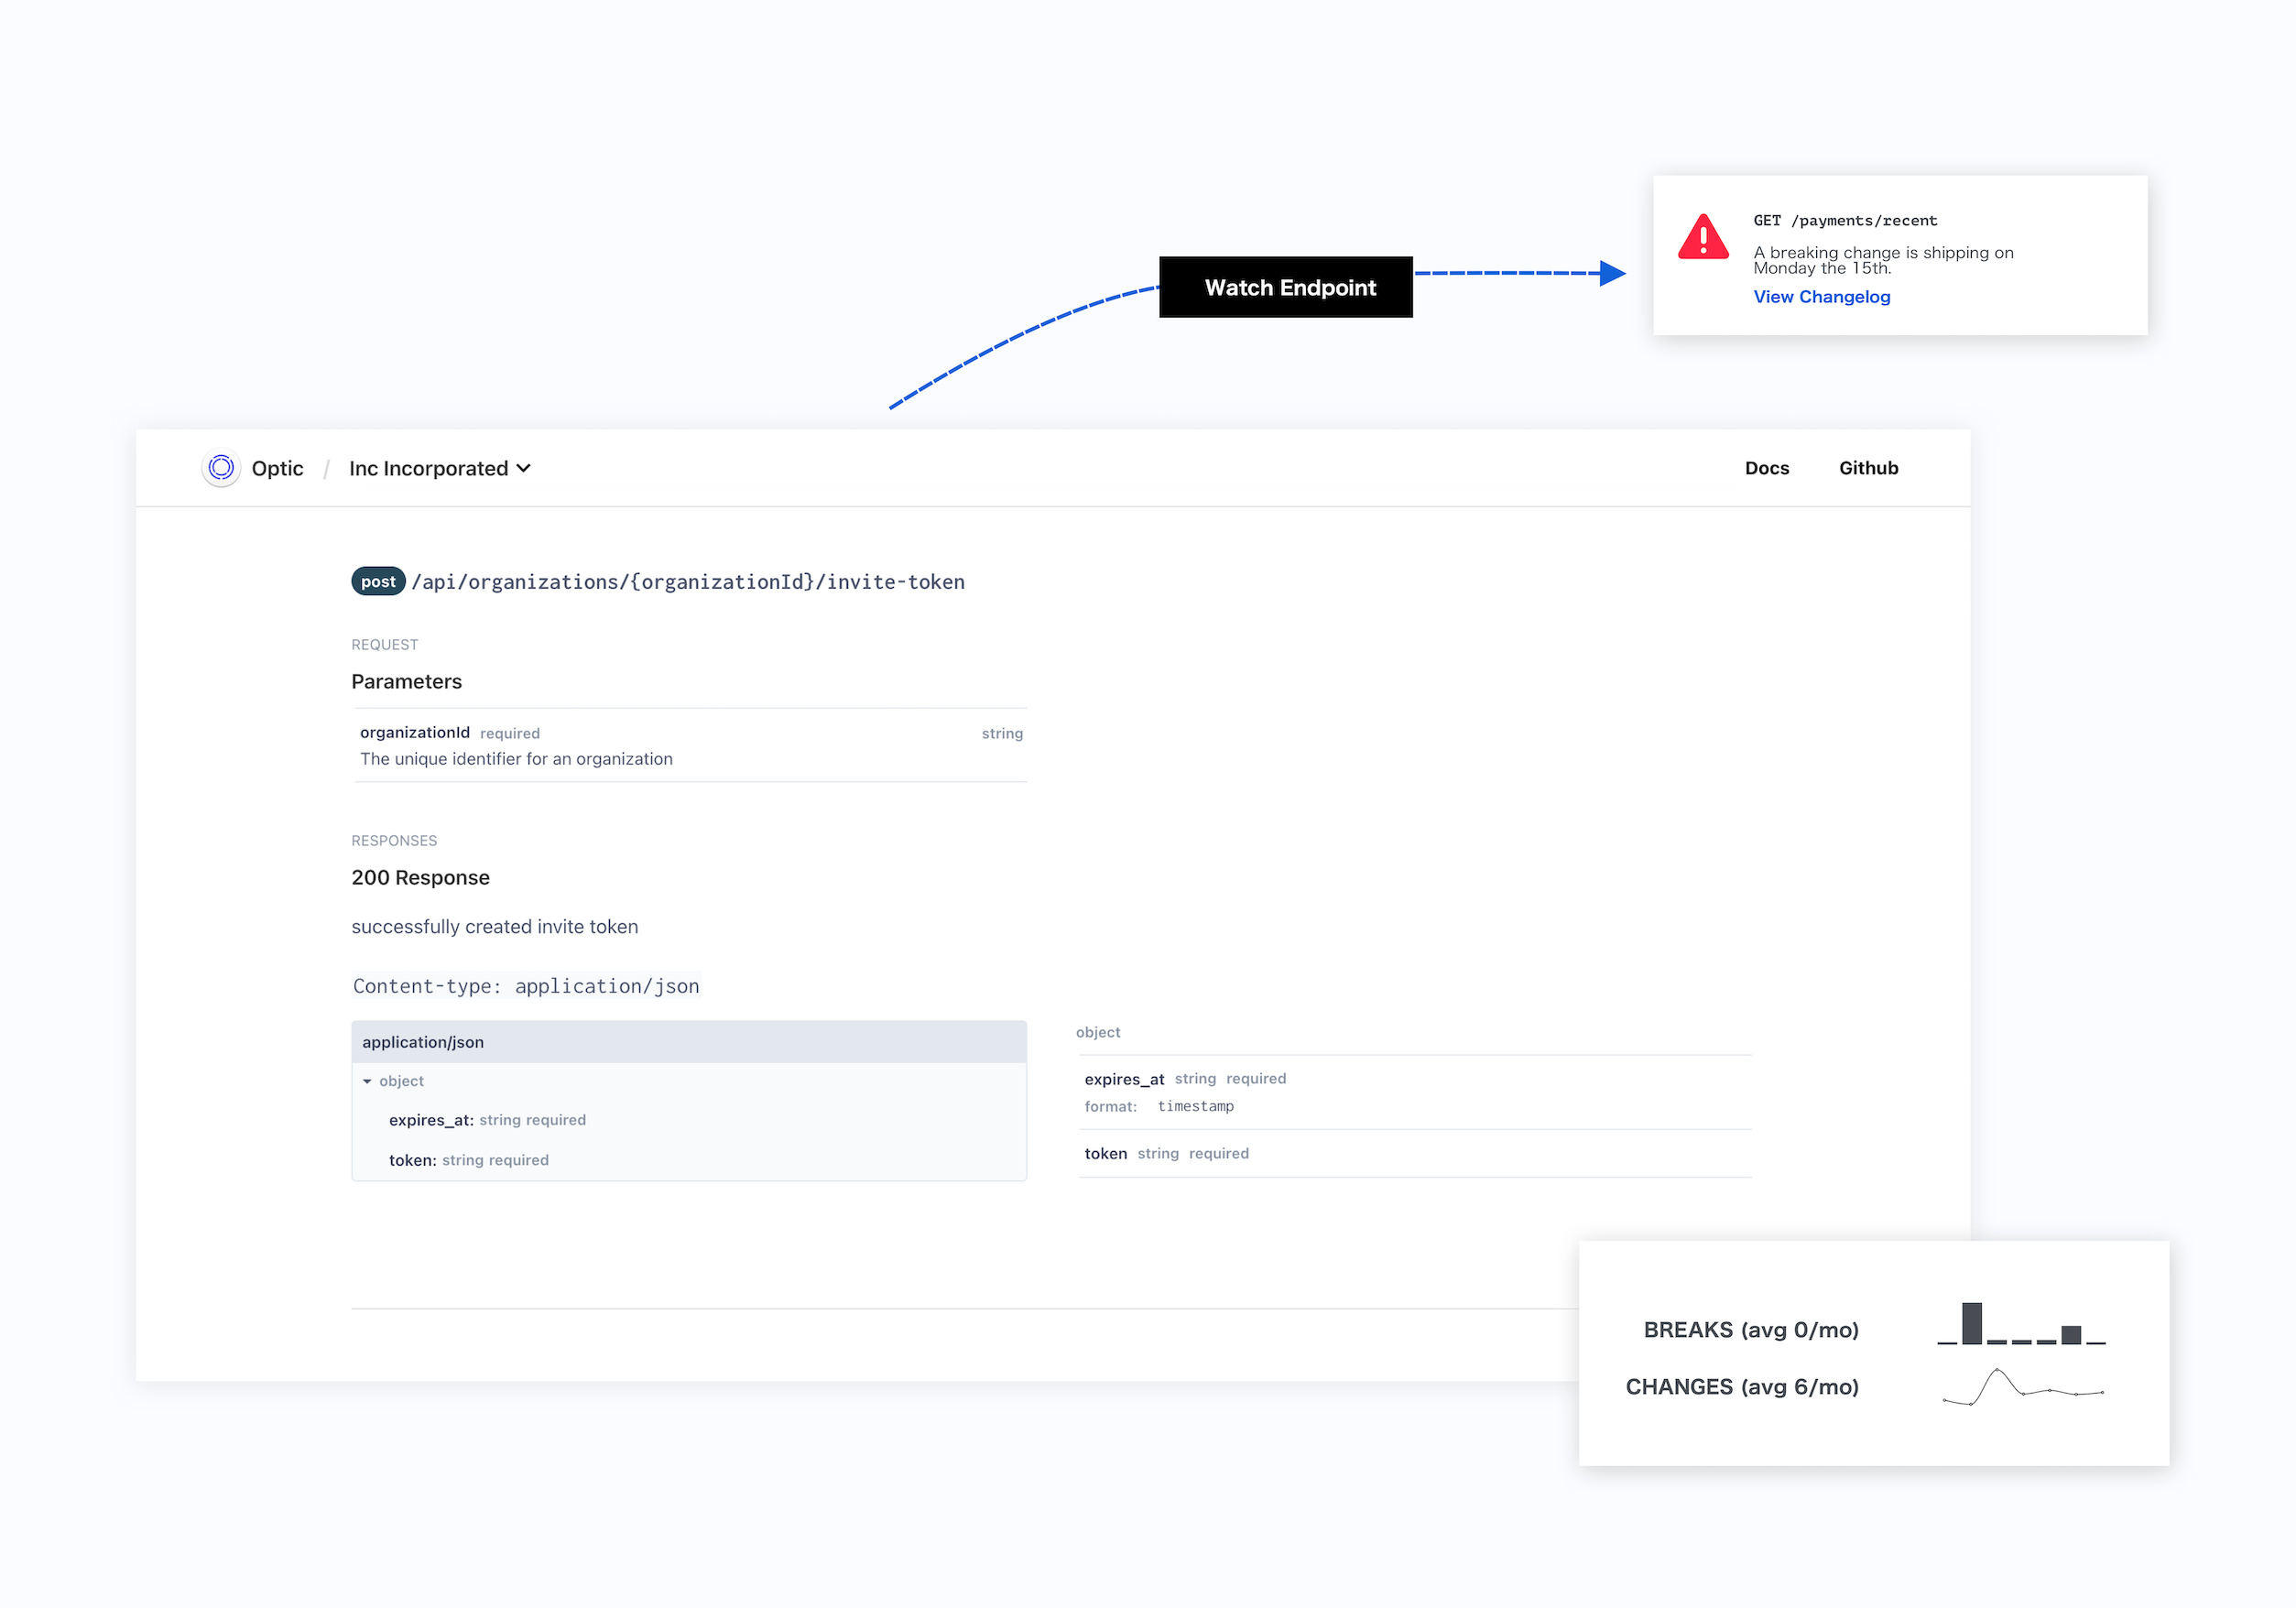 GET /payments/recent
A breaking change is shipping on
Monday the 15th.
View Changelog
Watch Endpoint
Optic / Inc Incorporated
Docs Github
post /api/organizations/{organizationId}/invite-token
REQUEST
Parameters
organizationId required string
The unique identifier for an organization
RESPONSES
200 Response
successfully created invite token
Content-type: application/json
application/json
object
expires_at: string required
token: string required
object
expires_at string required
format: timestamp
token string required
BREAKS (avg 0/mo)
CHANGES (avg 6/mo)